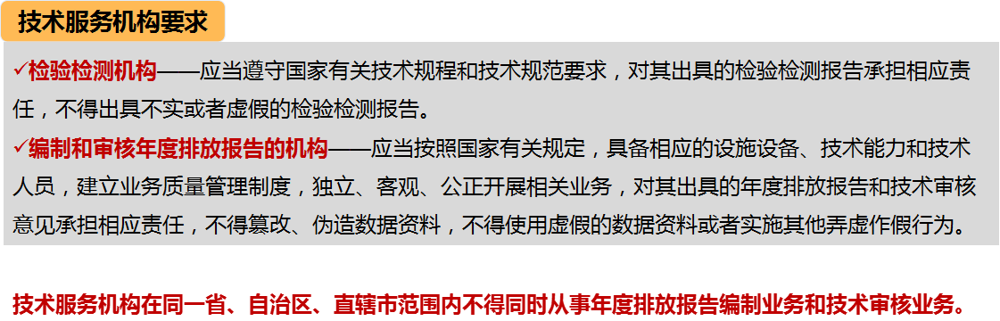 技术服务机构要求
✓检验检测机构——应当遵守国家有关技术规程和技术规范要求，对其出具的检验检测报告承担相应责
任，不得出具不实或者虚假的检验检测报告。
✓编制和审核年度排放报告的机构——应当按照国家有关规定，具备相应的设施设备、技术能力和技术
人员，建立业务质量管理制度，独立、客观、公正开展相关业务，对其出具的年度排放报告和技术审核
意见承担相应责任，不得篡改、伪造数据资料，不得使用虚假的数据资料或者实施其他弄虚作假行为。
技术服务机构在同一省、自治区、直辖市范围内不得同时从事年度排放报告编制业务和技术审核业务。